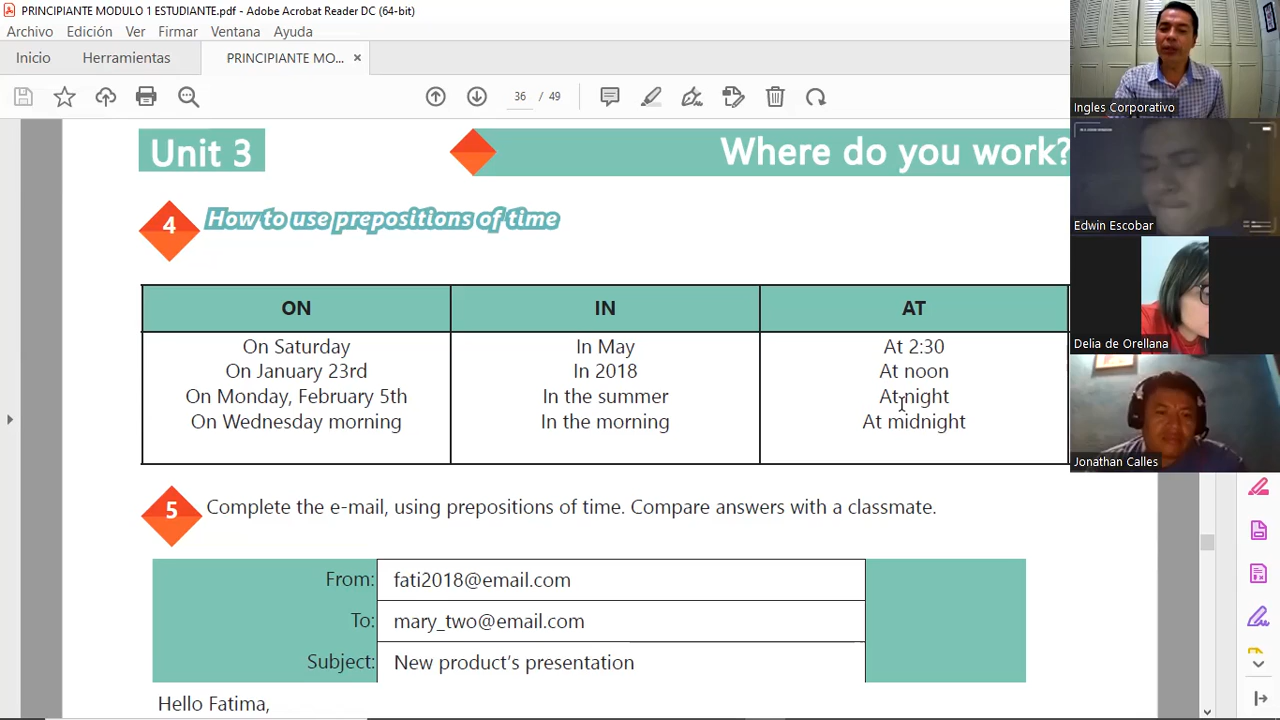 PRINCIPIANTE MODULO 1 ESTUDIANTE.pdf - Adobe Acrobat Reader DC (64-bit)
Archivo Edición Ver Firmar Ventana Ayuda
Inicio Herramientas PRINCIPIANTE MO... ×
36 / 49
Unit 3 Where do you work?
4 How to use prepositions of time
ON IN AT
On Saturday In May At 2:30
On January 23rd In 2018 At noon
On Monday, February 5th In the summer At night
On Wednesday morning In the morning At midnight
5 Complete the e-mail, using prepositions of time. Compare answers with a classmate.
From: fati2018@email.com
To: mary_two@email.com
Subject: New product's presentation
Hello Fatima,
Ingles Corporativo
Edwin Escobar
Delia de Orellana
Jonathan Calles